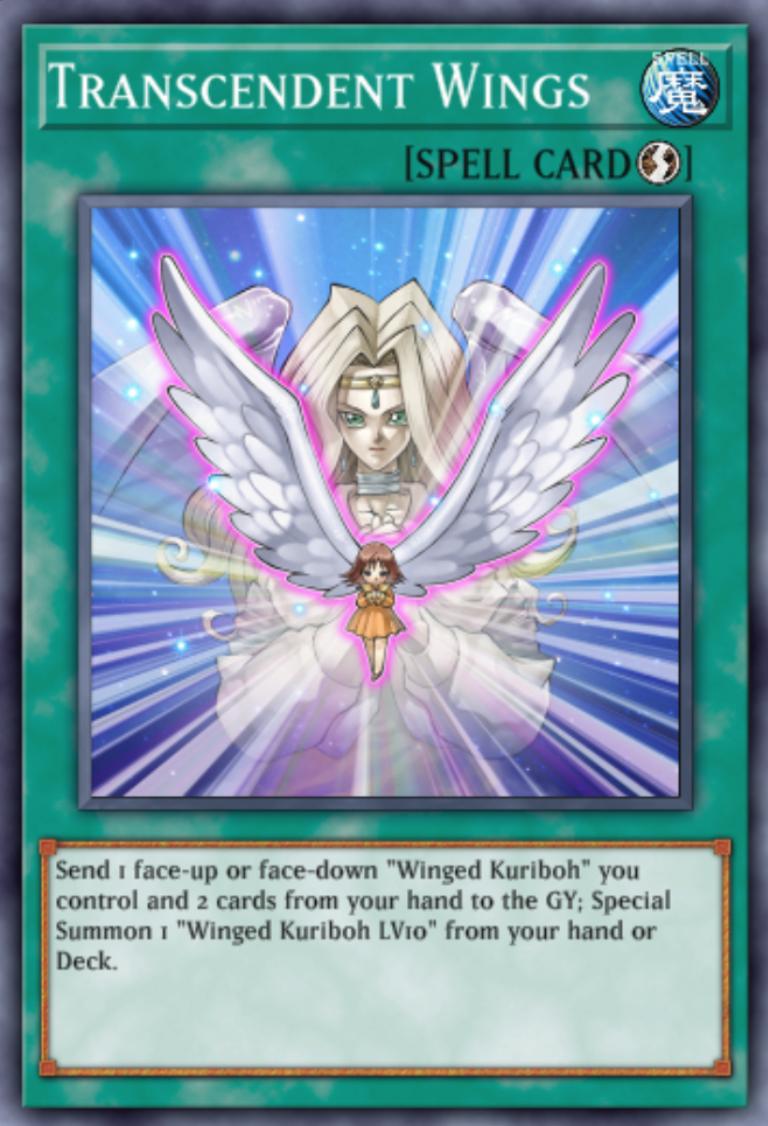 TRANSCENDENT WINGS
SPELL
魔
[SPELL CARD]
Send 1 face-up or face-down "Winged Kuriboh" you
control and 2 cards from your hand to the GY; Special
Summon 1 "Winged Kuriboh LV10" from your hand or
Deck.